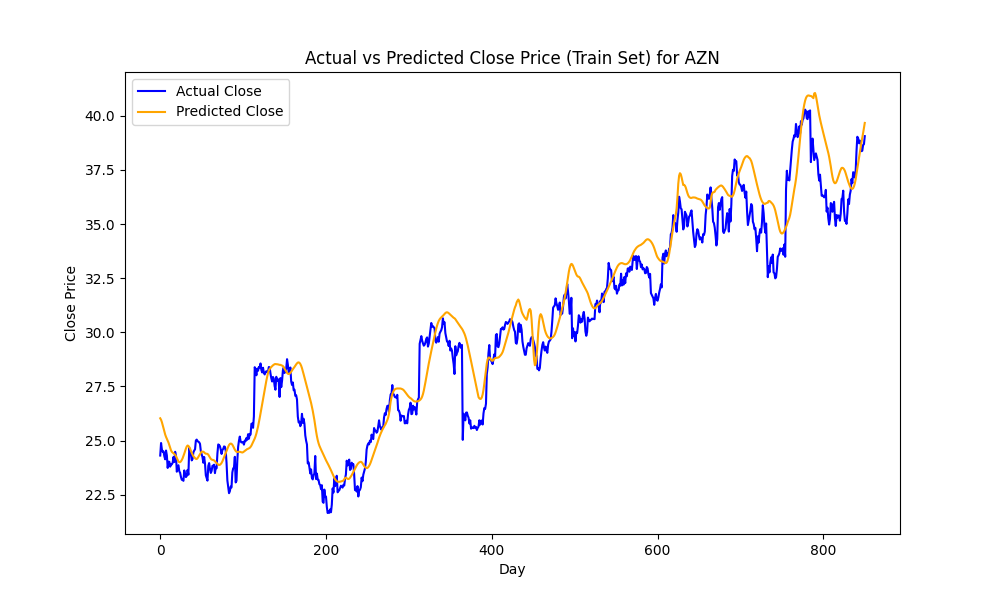 Actual vs Predicted Close Price (Train Set) for AZN
Actual Close
Predicted Close
Close Price
40.0
37.5
35.0
32.5
30.0
27.5
25.0
22.5
0 200 400 600 800
Day